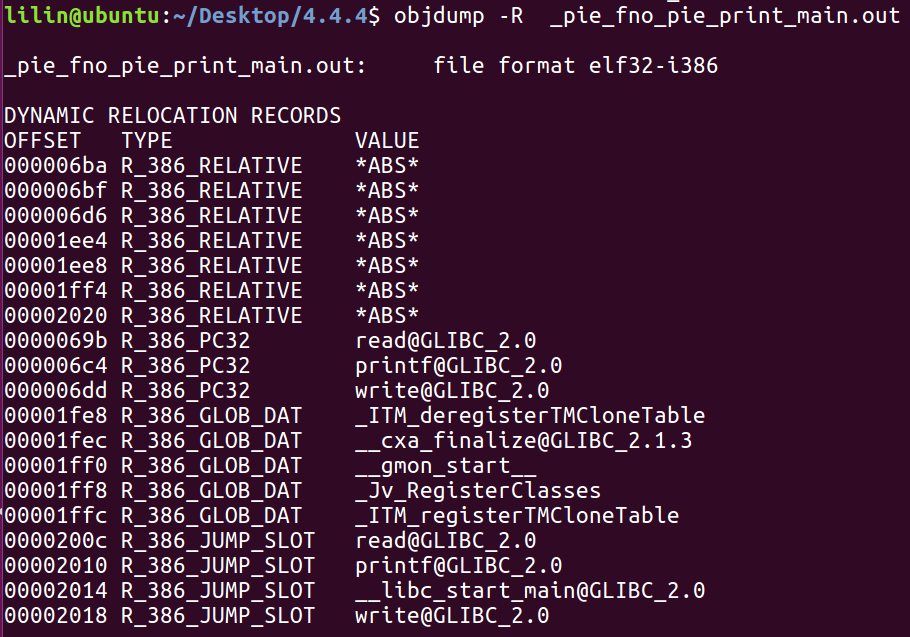 lilin@ubuntu:~/Desktop/4.4.4$ objdump -R  _pie_fno_pie_print_main.out
_pie_fno_pie_print_main.out:     file format elf32-i386
DYNAMIC RELOCATION RECORDS
OFFSET   TYPE              VALUE
000006ba R_386_RELATIVE    *ABS*
000006bf R_386_RELATIVE    *ABS*
000006d6 R_386_RELATIVE    *ABS*
00001ee4 R_386_RELATIVE    *ABS*
00001ee8 R_386_RELATIVE    *ABS*
00001ff4 R_386_RELATIVE    *ABS*
00002020 R_386_RELATIVE    *ABS*
0000069b R_386_PC32        read@GLIBC_2.0
000006c4 R_386_PC32        printf@GLIBC_2.0
000006dd R_386_PC32        write@GLIBC_2.0
00001fe8 R_386_GLOB_DAT    _ITM_deregisterTMCloneTable
00001fec R_386_GLOB_DAT    __cxa_finalize@GLIBC_2.1.3
00001ff0 R_386_GLOB_DAT    __gmon_start__
00001ff8 R_386_GLOB_DAT    _Jv_RegisterClasses
00001ffc R_386_GLOB_DAT    _ITM_registerTMCloneTable
0000200c R_386_JUMP_SLOT   read@GLIBC_2.0
00002010 R_386_JUMP_SLOT   printf@GLIBC_2.0
00002014 R_386_JUMP_SLOT   __libc_start_main@GLIBC_2.0
00002018 R_386_JUMP_SLOT   write@GLIBC_2.0